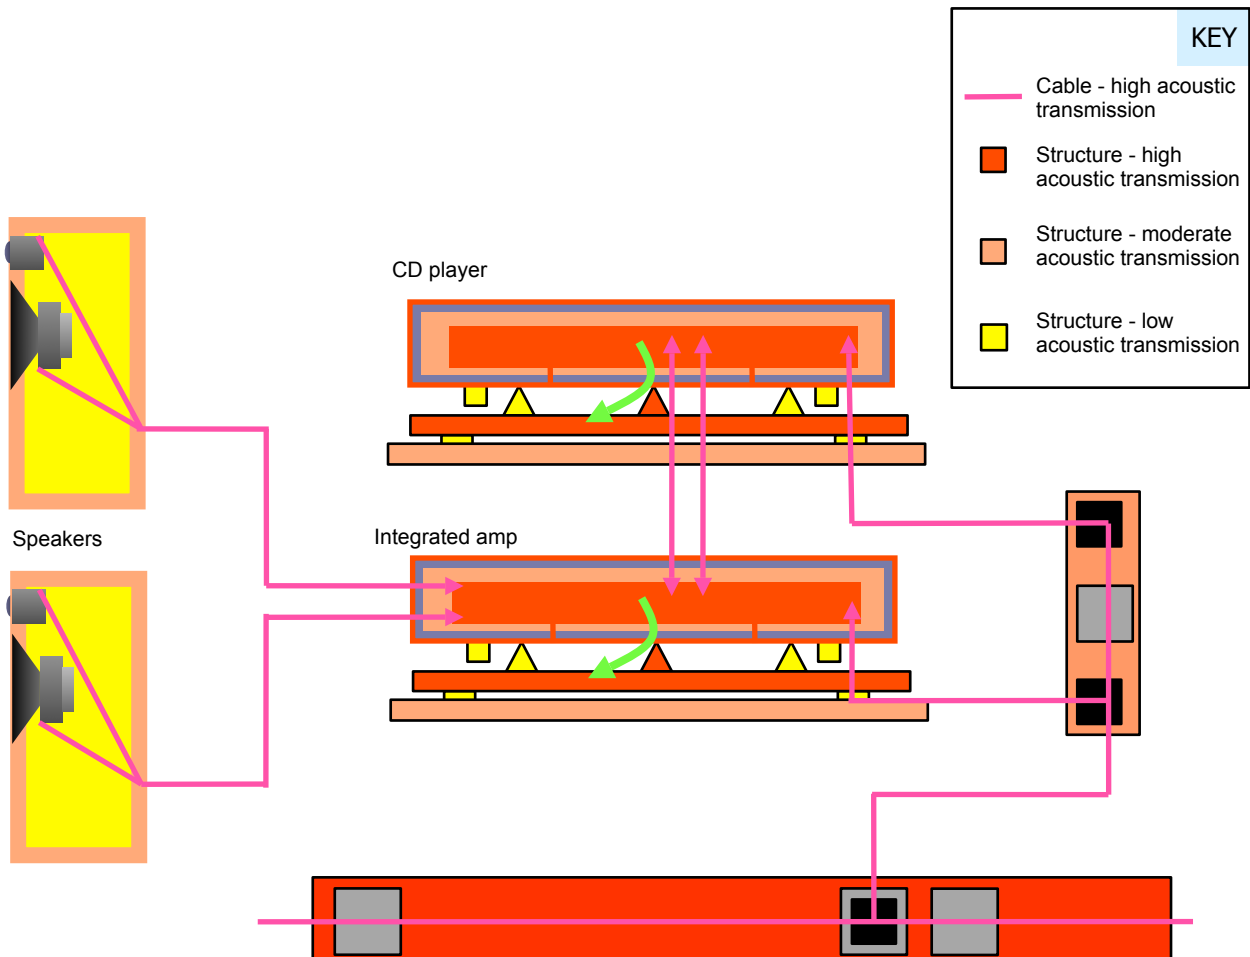 KEY
Cable - high acoustic
transmission
Structure - high
acoustic transmission
Structure - moderate
acoustic transmission
Structure - low
acoustic transmission
CD player
Speakers
Integrated amp